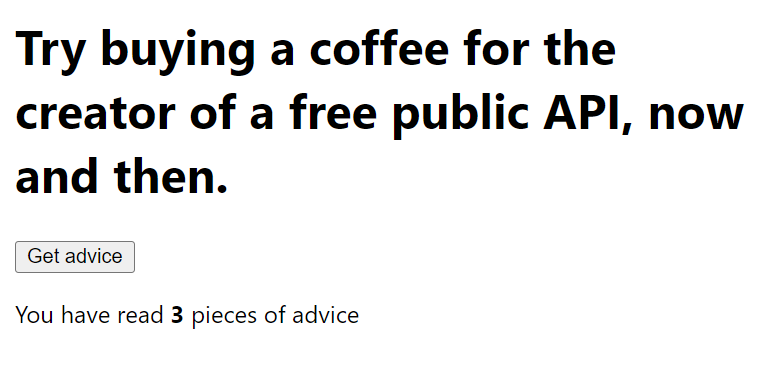 Try buying a coffee for the
creator of a free public API, now
and then.
Get advice
You have read 3 pieces of advice